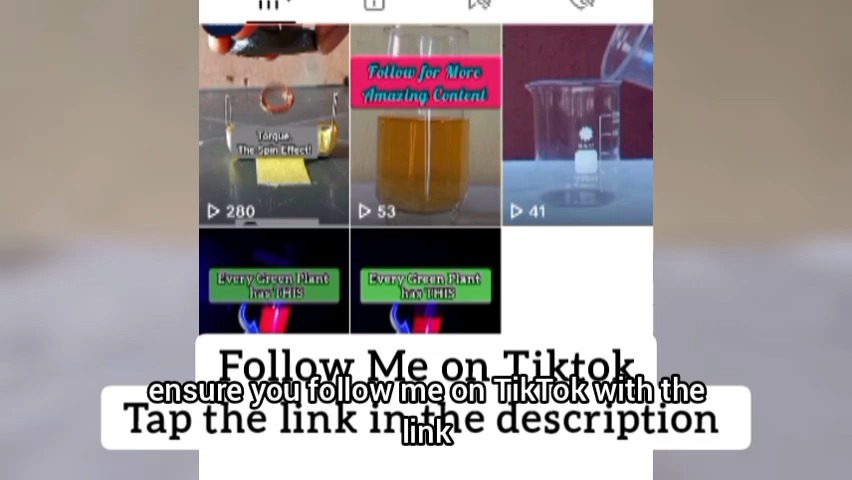 Follow for More
Amazing Content
Torque
The Spin Effect!
280
53
41
Every Green Plant
has THIS
Every Green Plant
has THIS
Follow Me on Tiktok
ensure you follow me on TikTok with the
link
Tap the link in the description